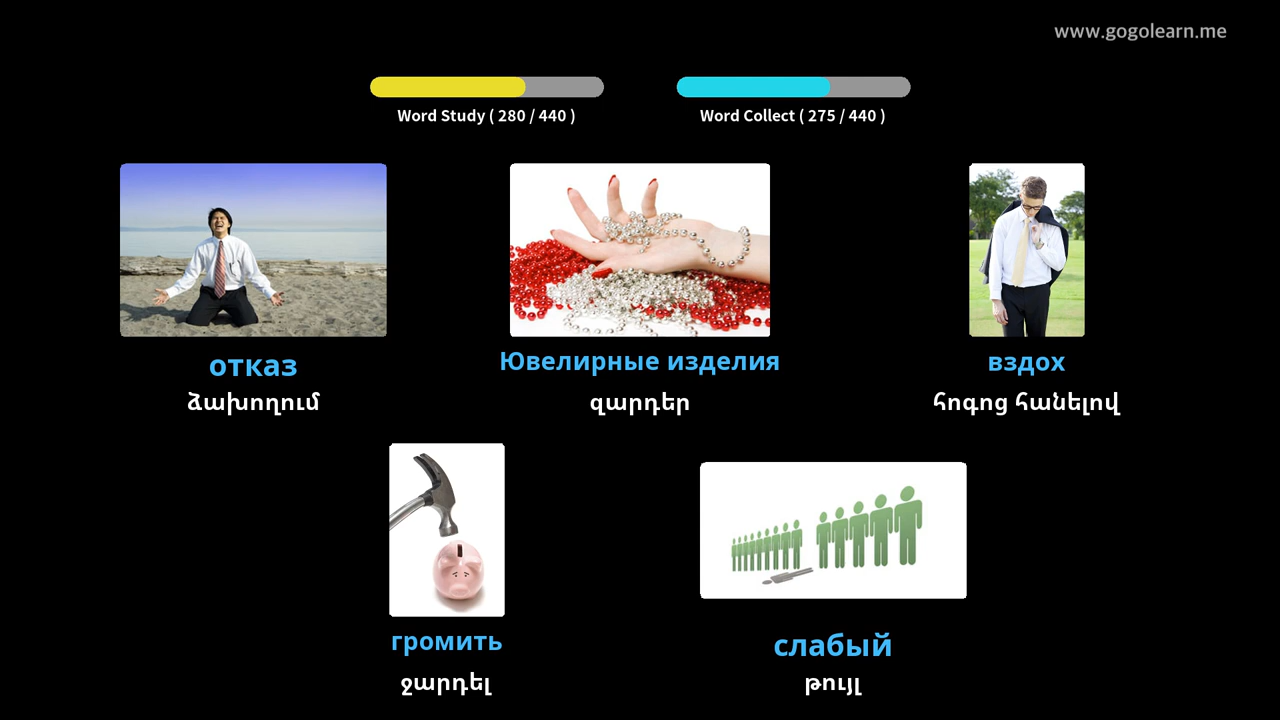 www.gogolearn.me
Word Study ( 280 / 440 )
Word Collect ( 275 / 440 )
отказ
Ювелирные изделия
вздох
ձախողում
զարդեր
հոգոց հանելով
громить
слабый
ջարդել
թույլ